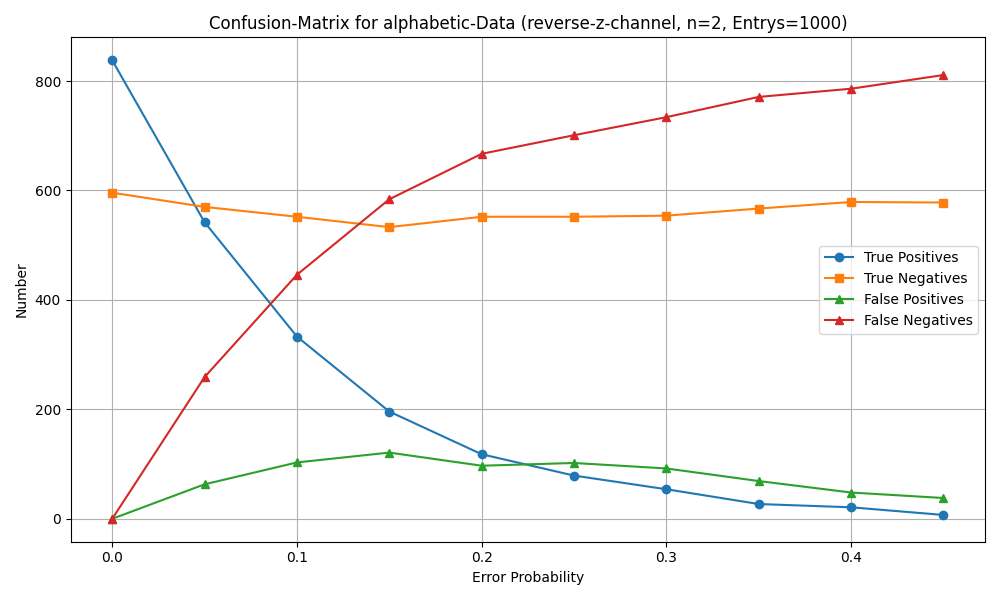 Confusion-Matrix for alphabetic-Data (reverse-z-channel, n=2, Entrys=1000)
Number
800
600
400
200
0
True Positives
True Negatives
False Positives
False Negatives
0.0 0.1 0.2 0.3 0.4
Error Probability